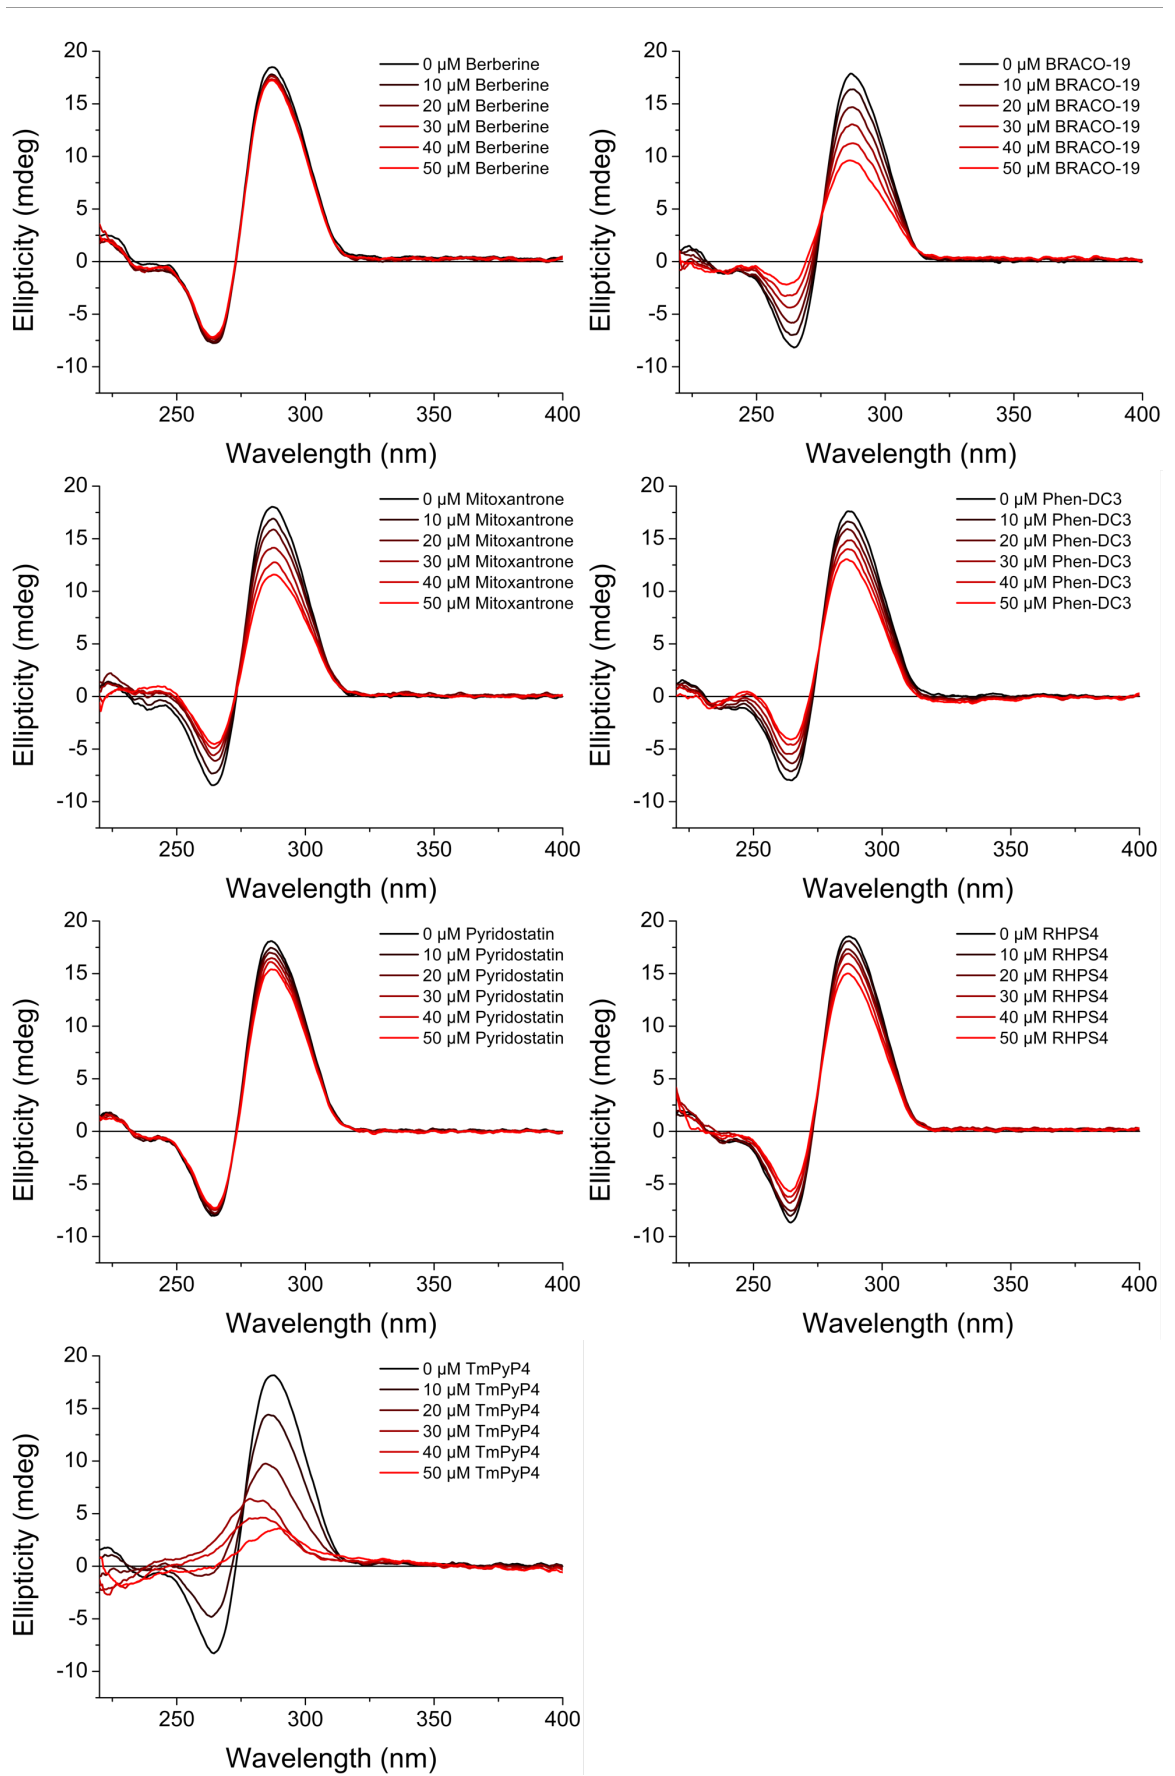 20
15
10
5
0
-5
-10
250
300
350
400
Ellipticity (mdeg)
Wavelength (nm)
0 µM Berberine
10 µM Berberine
20 µM Berberine
30 µM Berberine
40 µM Berberine
50 µM Berberine
20
15
10
5
0
-5
-10
250
300
350
400
Ellipticity (mdeg)
Wavelength (nm)
0 µM BRACO-19
10 µM BRACO-19
20 µM BRACO-19
30 µM BRACO-19
40 µM BRACO-19
50 µM BRACO-19
20
15
10
5
0
-5
-10
250
300
350
400
Ellipticity (mdeg)
Wavelength (nm)
0 µM Mitoxantrone
10 µM Mitoxantrone
20 µM Mitoxantrone
30 µM Mitoxantrone
40 µM Mitoxantrone
50 µM Mitoxantrone
20
15
10
5
0
-5
-10
250
300
350
400
Ellipticity (mdeg)
Wavelength (nm)
0 µM Phen-DC3
10 µM Phen-DC3
20 µM Phen-DC3
30 µM Phen-DC3
40 µM Phen-DC3
50 µM Phen-DC3
20
15
10
5
0
-5
-10
250
300
350
400
Ellipticity (mdeg)
Wavelength (nm)
0 µM Pyridostatin
10 µM Pyridostatin
20 µM Pyridostatin
30 µM Pyridostatin
40 µM Pyridostatin
50 µM Pyridostatin
20
15
10
5
0
-5
-10
250
300
350
400
Ellipticity (mdeg)
Wavelength (nm)
0 µM RHPS4
10 µM RHPS4
20 µM RHPS4
30 µM RHPS4
40 µM RHPS4
50 µM RHPS4
20
15
10
5
0
-5
-10
250
300
350
400
Ellipticity (mdeg)
Wavelength (nm)
0 µM TmPyP4
10 µM TmPyP4
20 µM TmPyP4
30 µM TmPyP4
40 µM TmPyP4
50 µM TmPyP4